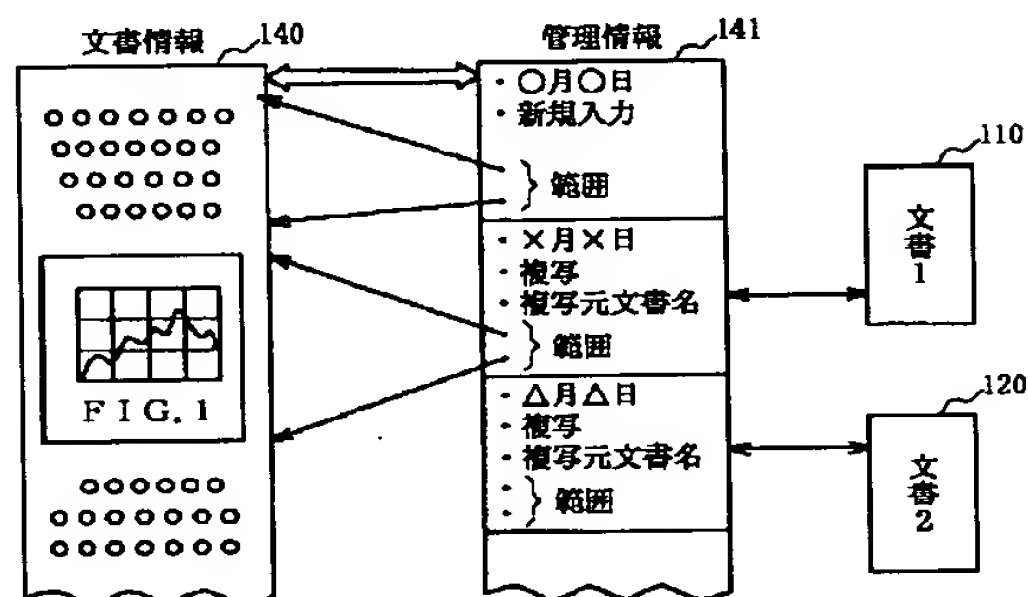 文書情報
140
○○○○○○○
○○○○○○
○○○○○○
○○○○○
FIG.1
○○○○○○
○○○○○○○
○○○○○○○
管理情報
141
・○月○日
・新規入力
範囲
・×月×日
・複写
・複写元文書名
・
・ } 範囲
・△月△日
・複写
・複写元文書名
・
・ } 範囲
110
文書1
120
文書2